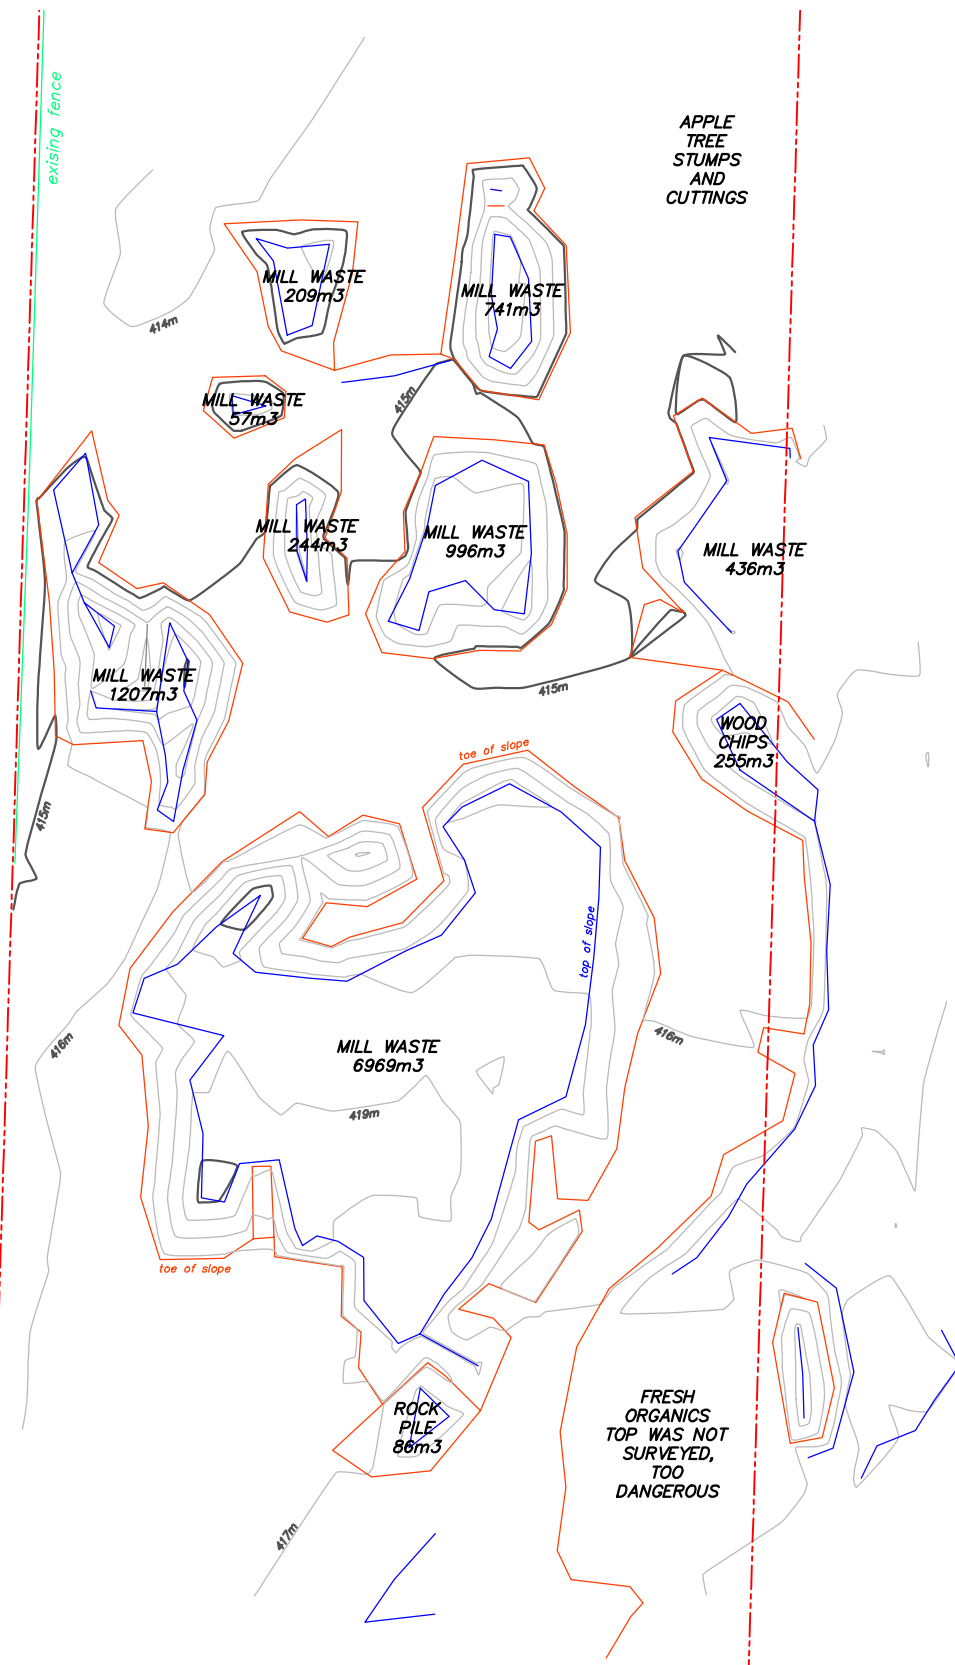 exising fence
APPLE
TREE
STUMPS
AND
CUTTINGS
MILL WASTE
209m3
MILL WASTE
741m3
414m
MILL WASTE
57m3
415m
MILL WASTE
244m3
MILL WASTE
996m3
MILL WASTE
436m3
MILL WASTE
1207m3
415m
WOOD
CHIPS
255m3
toe of slope
415m
top of slope
416m
416m
MILL WASTE
6969m3
419m
toe of slope
ROCK
PILE
86m3
FRESH
ORGANICS
TOP WAS NOT
SURVEYED,
TOO
DANGEROUS
417m